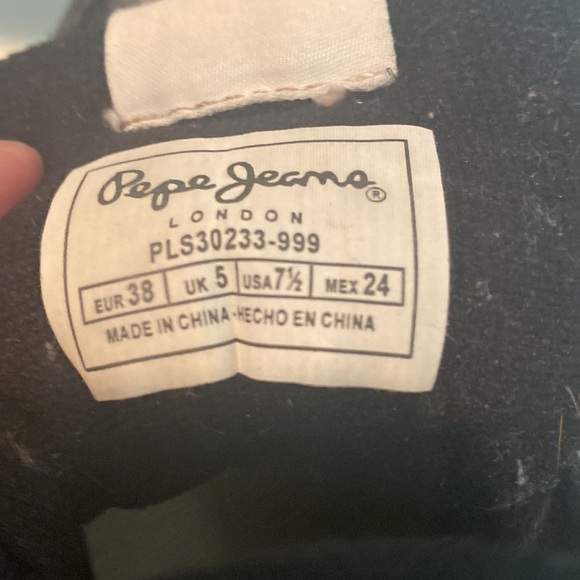 Pepe Jeans®
LONDON
PLS30233-999
EUR 38 UK 5 USA 7½ MEX 24
MADE IN CHINA-HECHO EN CHINA